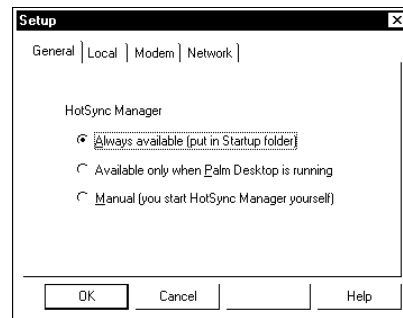 Setup
General Local Modem Network
HotSync Manager
Always available (put in Startup folder)
Available only when Palm Desktop is running
Manual (you start HotSync Manager yourself)
OK Cancel Help